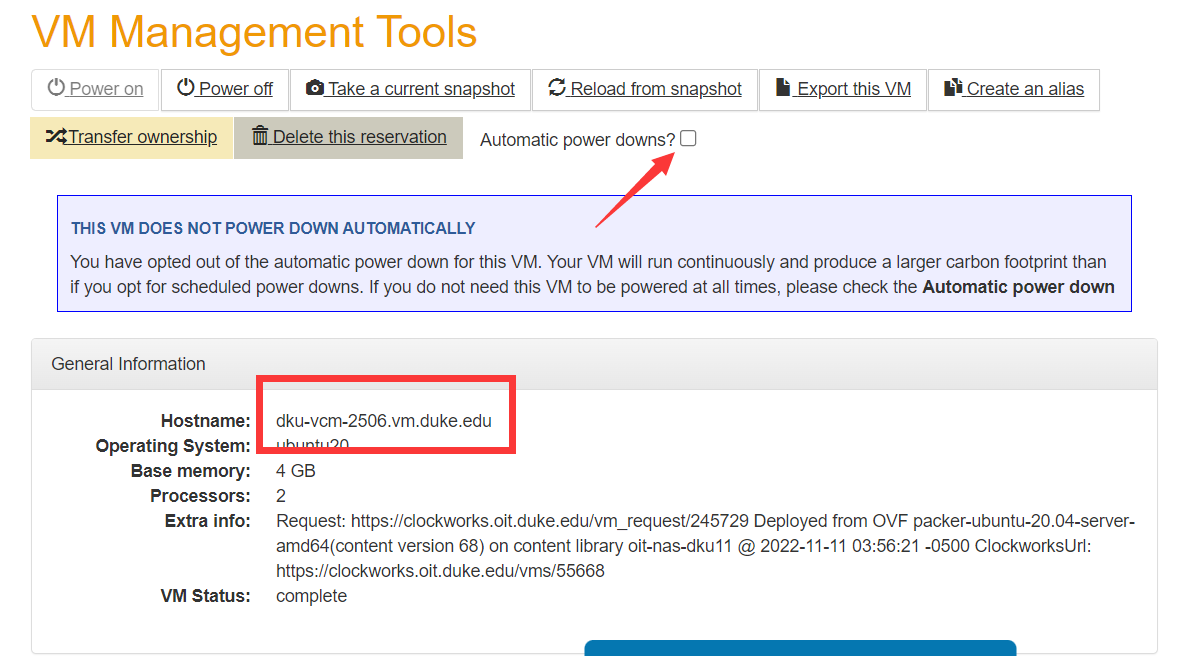 VM Management Tools
Power on Power off Take a current snapshot Reload from snapshot Export this VM Create an alias
Transfer ownership Delete this reservation Automatic power downs?
THIS VM DOES NOT POWER DOWN AUTOMATICALLY
You have opted out of the automatic power down for this VM. Your VM will run continuously and produce a larger carbon footprint than
if you opt for scheduled power downs. If you do not need this VM to be powered at all times, please check the Automatic power down
General Information
Hostname: dku-vcm-2506.vm.duke.edu
Operating System: ubuntu20
Base memory: 4 GB
Processors: 2
Extra info: Request: https://clockworks.oit.duke.edu/vm_request/245729 Deployed from OVF packer-ubuntu-20.04-server-
amd64(content version 68) on content library oit-nas-dku11 @ 2022-11-11 03:56:21 -0500 ClockworksUrl:
https://clockworks.oit.duke.edu/vms/55668
VM Status: complete